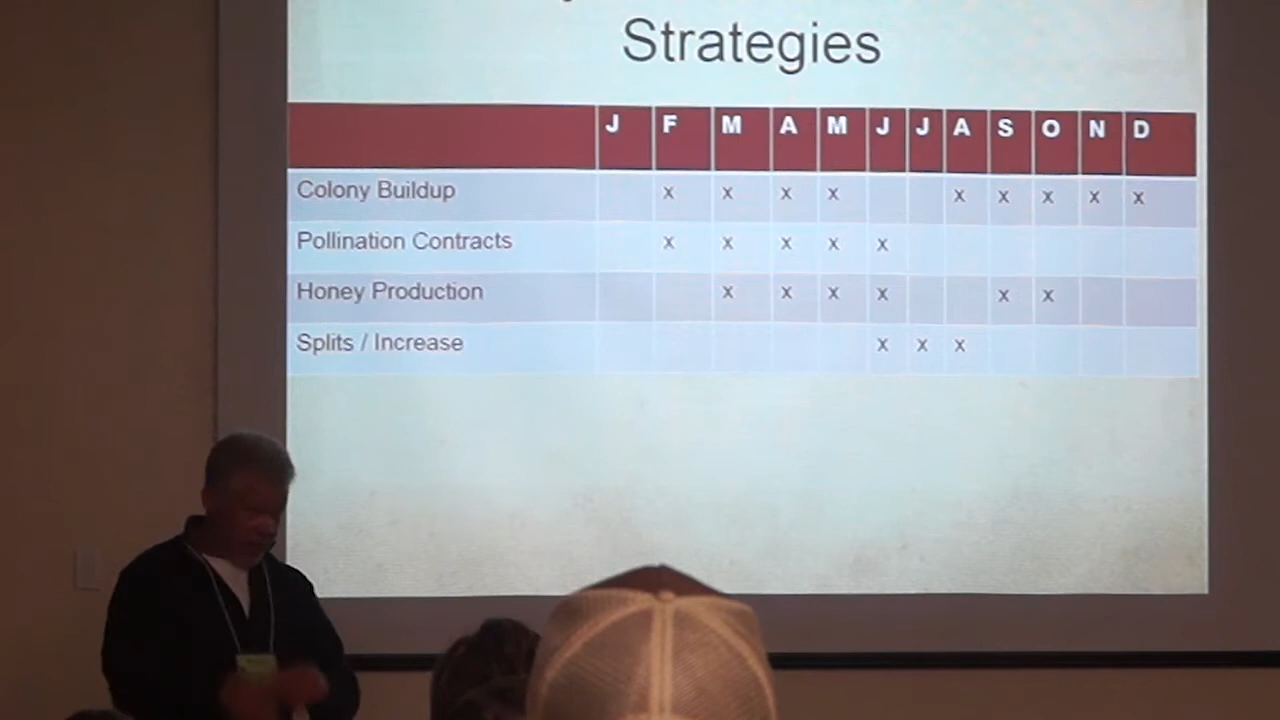 Strategies
J F M A M J J A S O N D
Colony Buildup x x x x x x x x x
Pollination Contracts x x x x x
Honey Production x x x x x x
Splits / Increase x x x